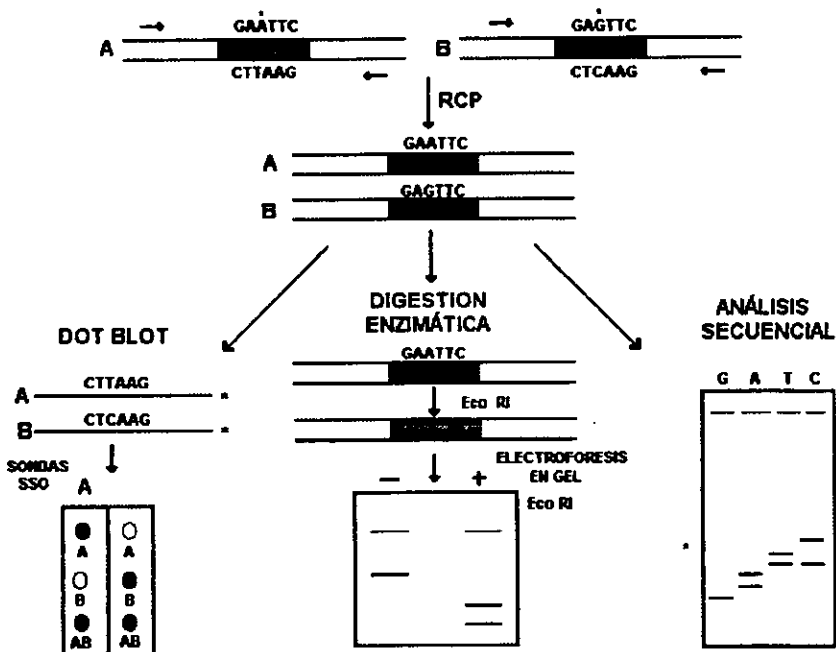 GAATTC
A
CTTAAG
GAGTTC
B
CTCAAG
RCP
GAATTC
A
GAGTTC
B
DOT BLOT
CTTAAG
A *
CTCAAG
B *
SONDAS
SSO
A
A A
B B
AB AB
DIGESTION
ENZIMÁTICA
GAATTC
Eco RI
ELECTROFORESIS
EN GEL
− +
Eco RI
ANÁLISIS
SECUENCIAL
G A T C
*